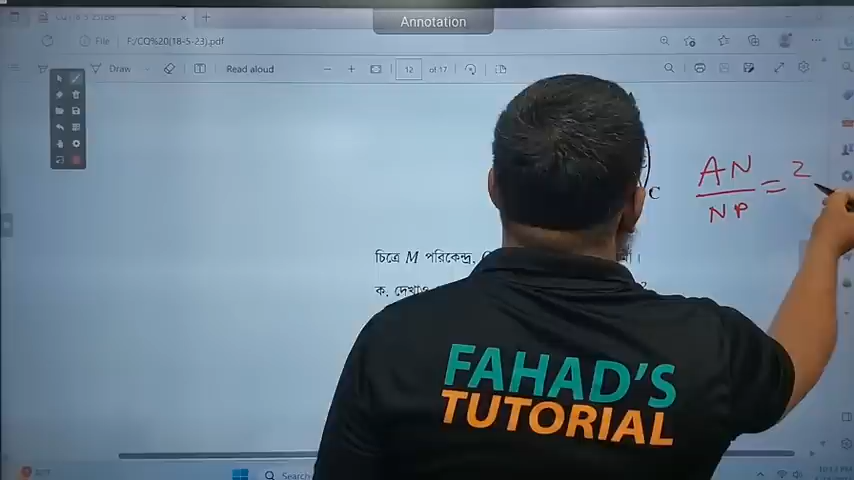 Annotation
File F:/CQ%20(18-5-23).pdf
Draw Read aloud 12 of 17
C
AN/NP = 2
চিত্রে M পরিকেন্দ্র,
ক. দেখাও
FAHAD'S
TUTORIAL
Search